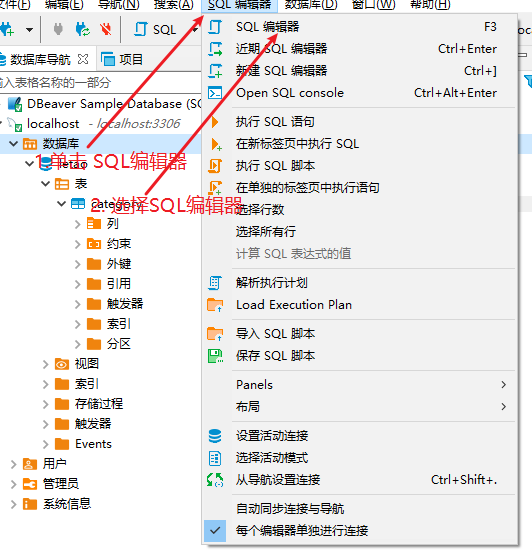 编辑(E) 导航(N) 搜索(A) SQL 编辑器 数据库(D) 窗口(W) 帮助(H)
SQL
数据库导航 项目
输入表格名称的一部分
DBeaver Sample Database (SQ
localhost - localhost:3306
数据库
1.单击 SQL编辑器
表
2. 选择SQL编辑器
列
约束
外键
引用
触发器
索引
分区
视图
索引
存储过程
触发器
Events
用户
管理员
系统信息
SQL 编辑器 F3
近期 SQL 编辑器 Ctrl+Enter
新建 SQL 编辑器 Ctrl+]
Open SQL console Ctrl+Alt+Enter
执行 SQL 语句
在新标签页中执行 SQL
执行 SQL 脚本
在单独的标签页中执行语句
选择行数
选择所有行
计算 SQL 表达式的值
解析执行计划
Load Execution Plan
导入 SQL 脚本
保存 SQL 脚本
Panels
布局
设置活动连接
选择活动模式
从导航设置连接 Ctrl+Shift+.
自动同步连接与导航
每个编辑器单独进行连接